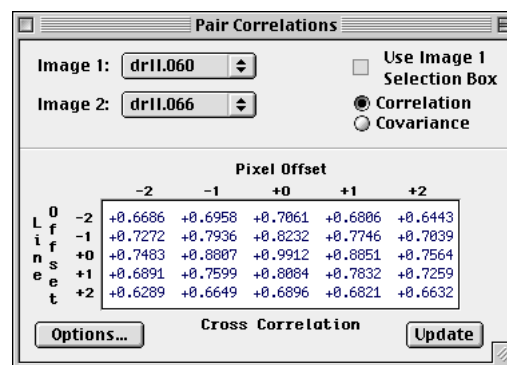 Pair Correlations
Image 1: drII.060
Use Image 1
Selection Box
Image 2: drII.066
Correlation
Covariance
Pixel Offset
-2 -1 +0 +1 +2
Line Offset
-2 +0.6686 +0.6958 +0.7061 +0.6806 +0.6443
-1 +0.7272 +0.7936 +0.8232 +0.7746 +0.7039
+0 +0.7483 +0.8807 +0.9912 +0.8851 +0.7564
+1 +0.6891 +0.7599 +0.8084 +0.7832 +0.7259
+2 +0.6289 +0.6649 +0.6896 +0.6821 +0.6632
Cross Correlation
Options... Update